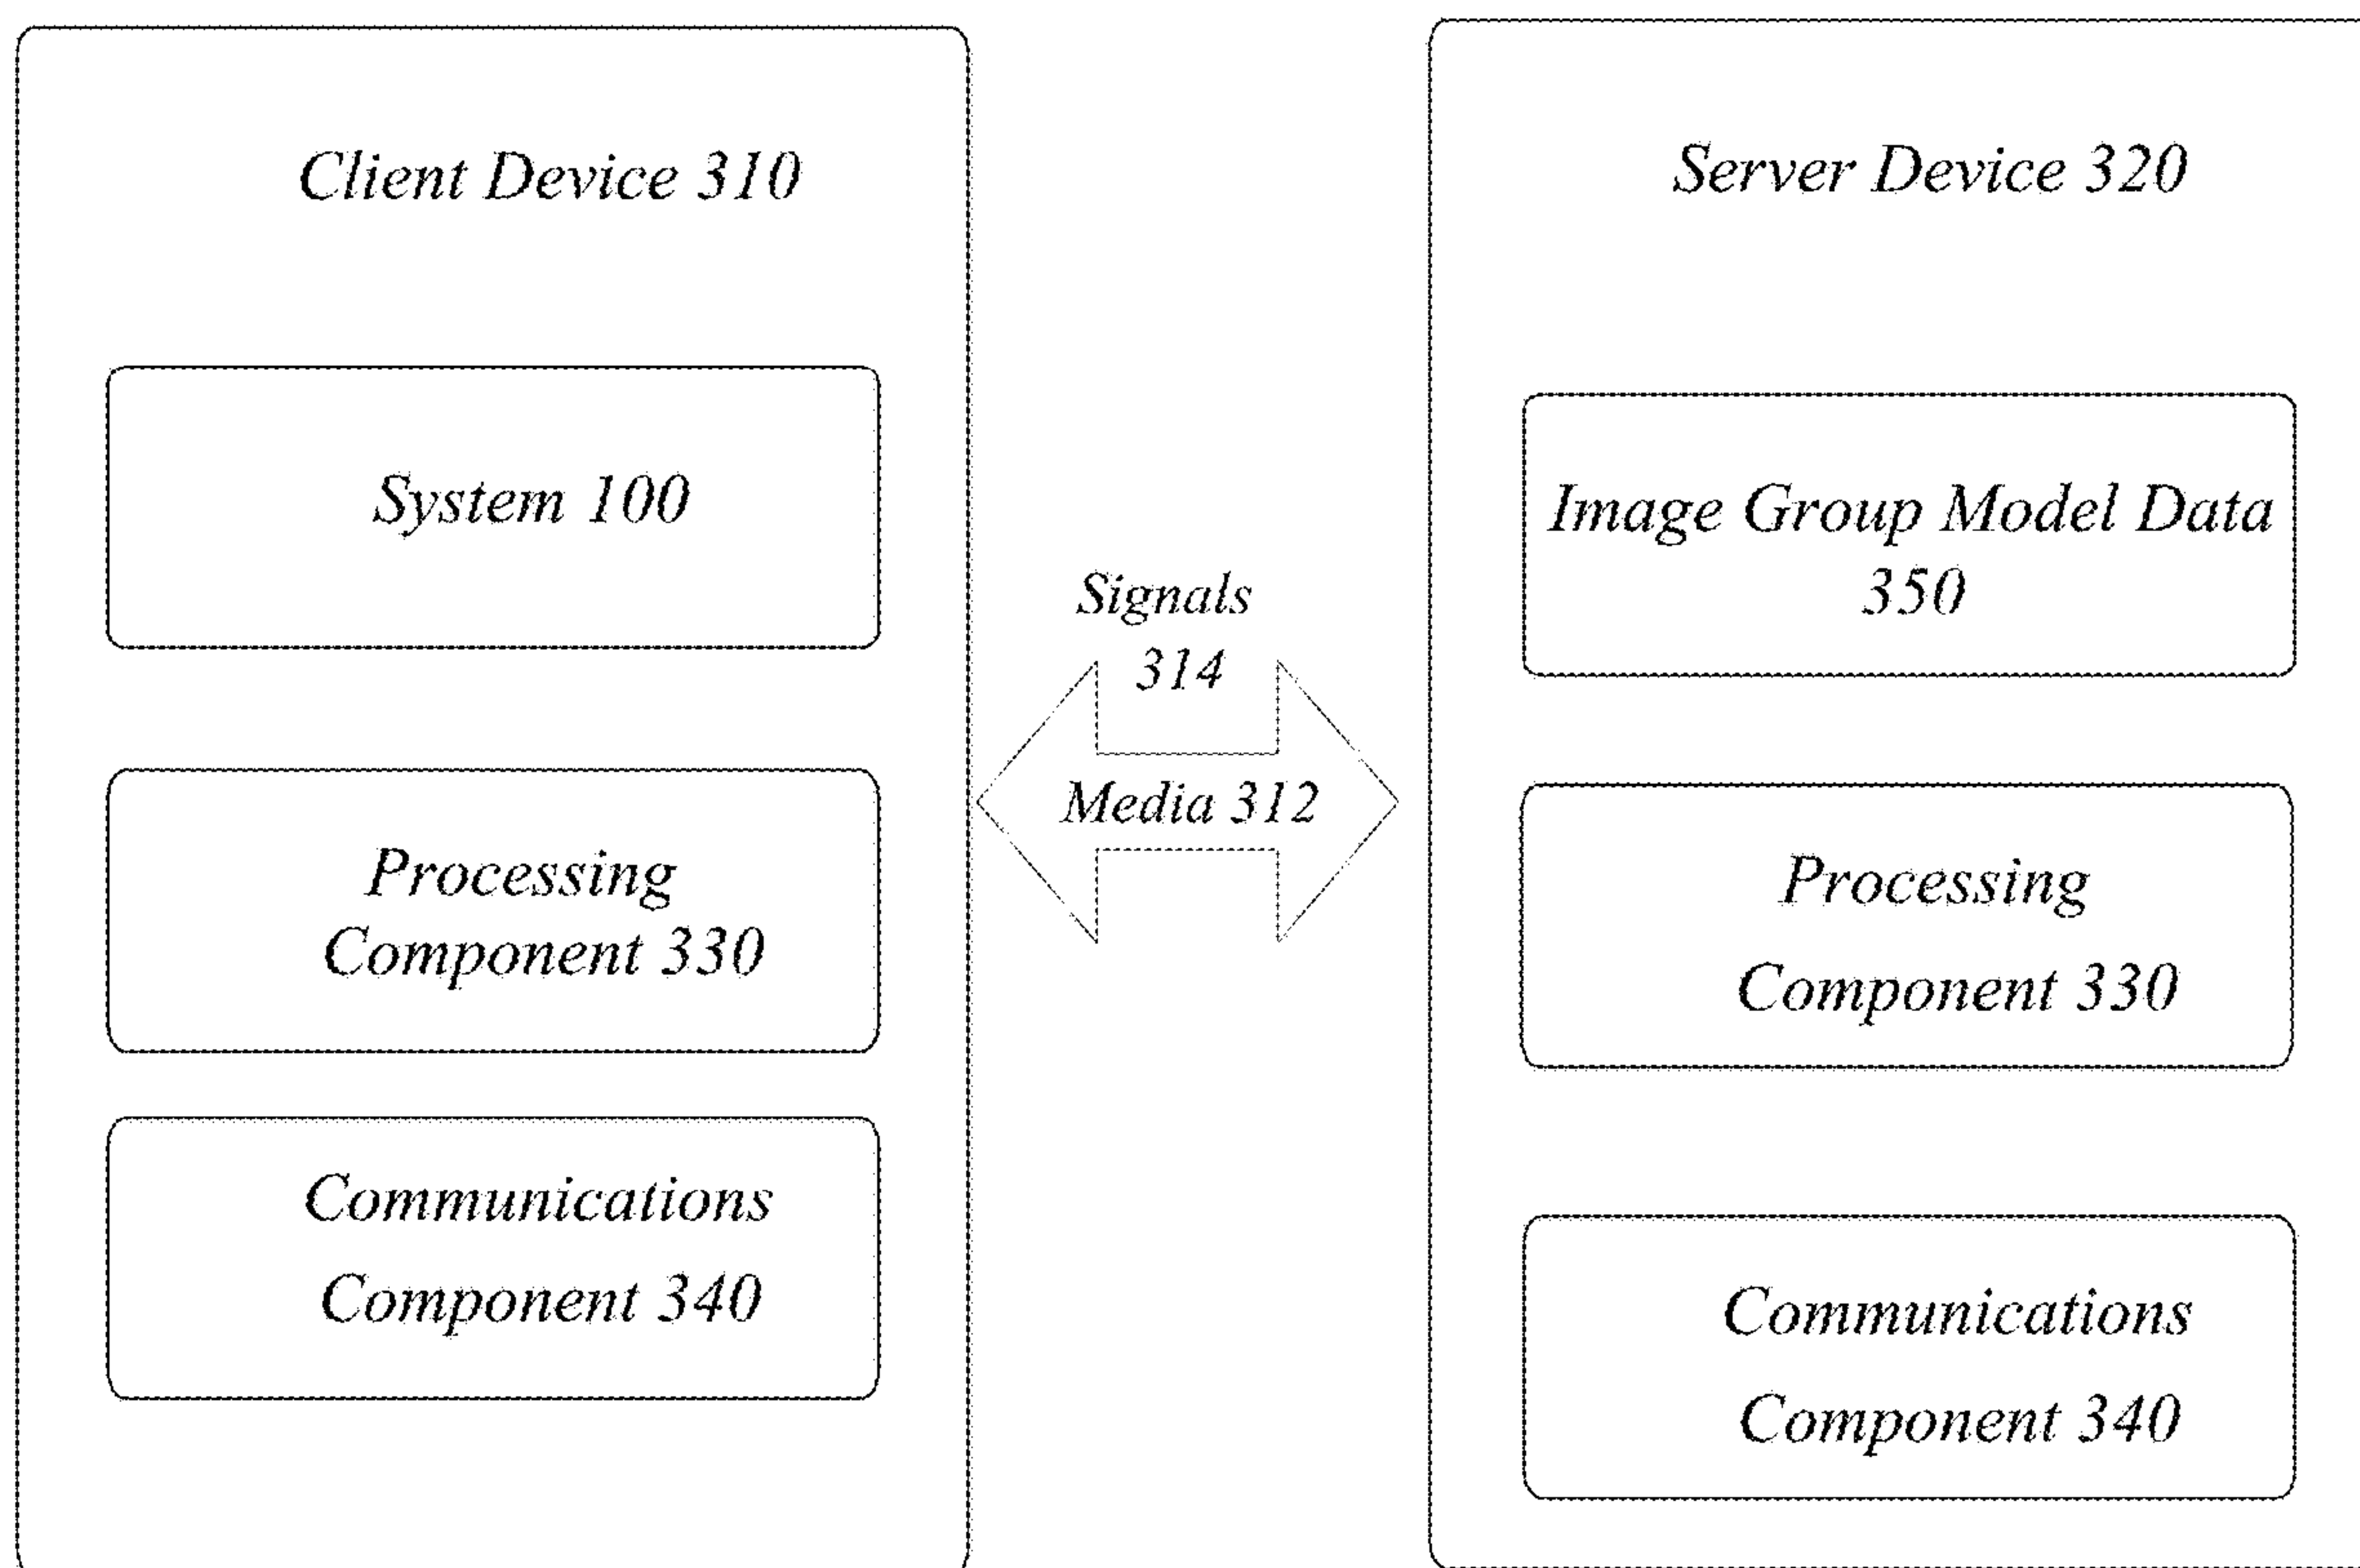 Client Device 310
System 100
Processing
Component 330
Communications
Component 340
Signals
314
Media 312
Server Device 320
Image Group Model Data
350
Processing
Component 330
Communications
Component 340